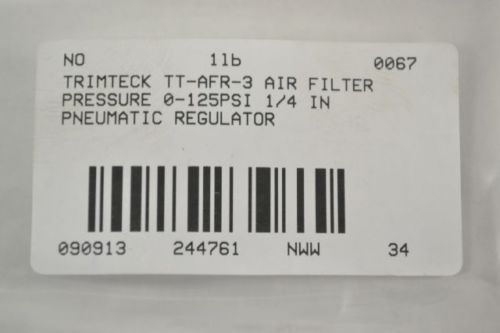 NO 1lb 0067
TRIMTECK TT-AFR-3 AIR FILTER
PRESSURE 0-125PSI 1/4 IN
PNEUMATIC REGULATOR
090913 244761 NWW 34